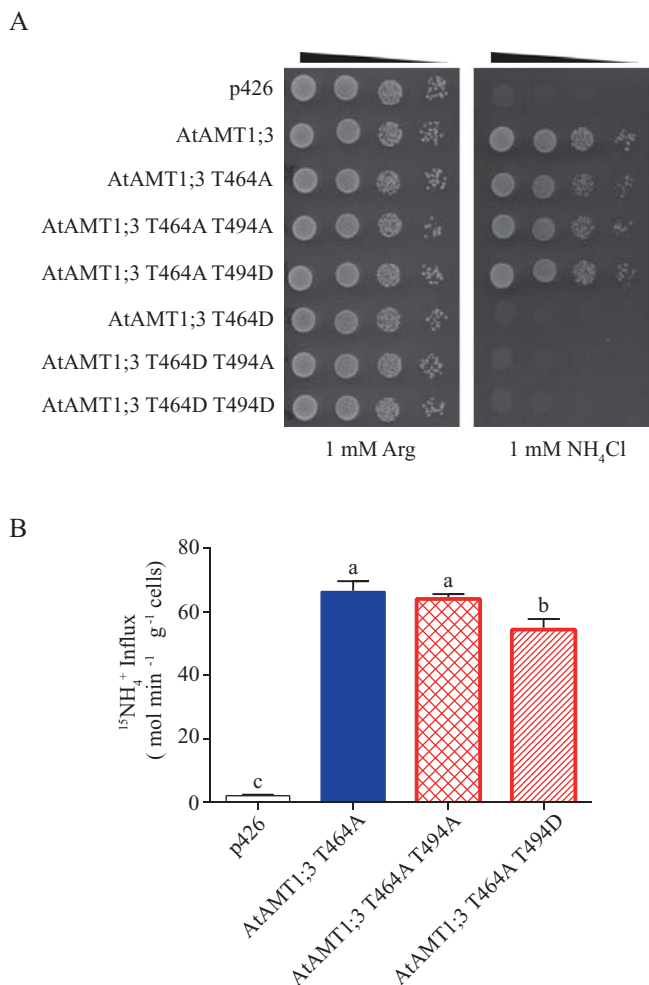 A
p426
AtAMT1;3
AtAMT1;3 T464A
AtAMT1;3 T464A T494A
AtAMT1;3 T464A T494D
AtAMT1;3 T464D
AtAMT1;3 T464D T494A
AtAMT1;3 T464D T494D
1 mM Arg
1 mM NH₄Cl
B
¹⁵NH₄⁺ Influx
( mol min ⁻¹ g⁻¹ cells)
80
60
40
20
0
c
a
a
b
p426
AtAMT1;3 T464A
AtAMT1;3 T464A T494A
AtAMT1;3 T464A T494D